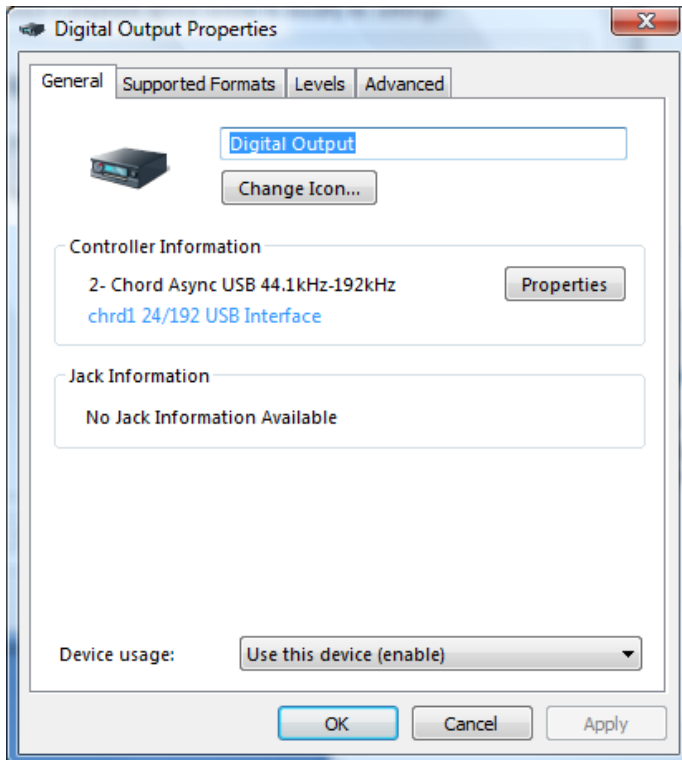 Digital Output Properties
General Supported Formats Levels Advanced
Digital Output
Change Icon...
Controller Information
2- Chord Async USB 44.1kHz-192kHz Properties
chrd1 24/192 USB Interface
Jack Information
No Jack Information Available
Device usage: Use this device (enable)
OK Cancel Apply